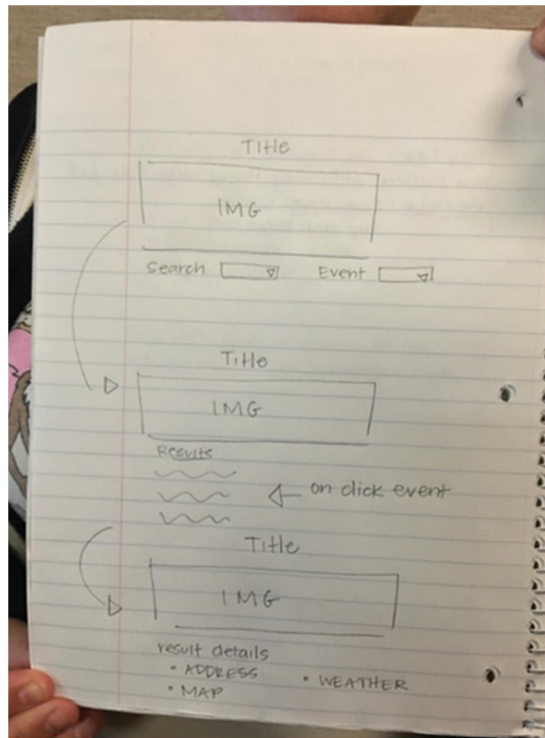 Title
IMG
Search Event
Title
IMG
Results
on click event
Title
IMG
result details
• ADDRESS
• WEATHER
• MAP